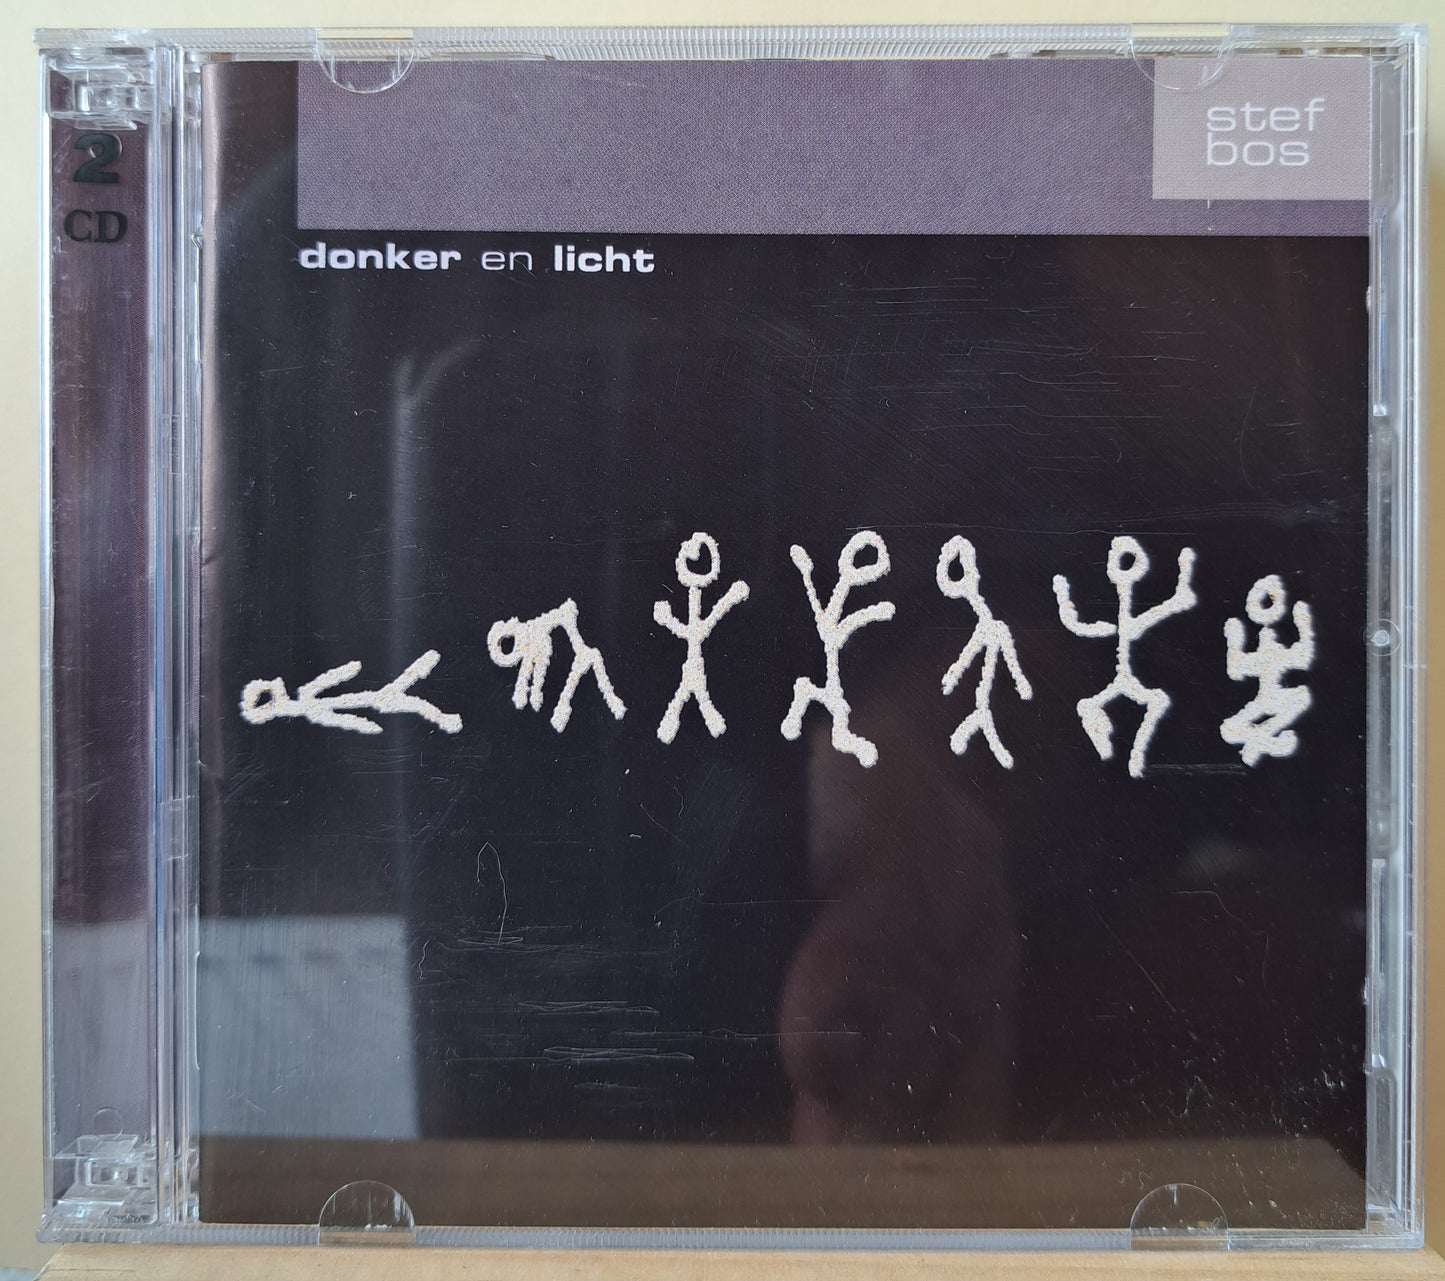 2
CD
stef
bos
donker en licht